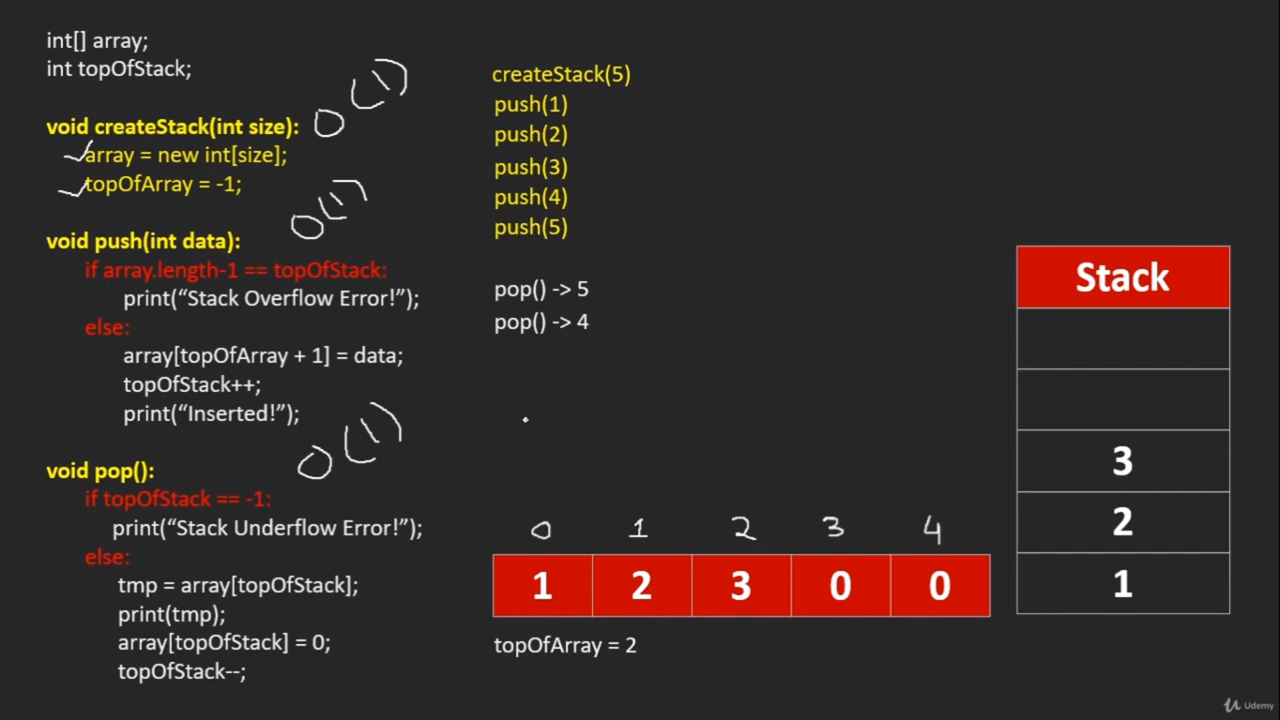 int[] array;
int topOfStack;
void createStack(int size):
array = new int[size];
topOfArray = -1;
O(1)
O(1)
void push(int data):
if array.length-1 == topOfStack:
print(“Stack Overflow Error!”);
else:
array[topOfArray + 1] = data;
topOfStack++;
print(“Inserted!”);
O(1)
void pop():
if topOfStack == -1:
print(“Stack Underflow Error!”);
else:
tmp = array[topOfStack];
print(tmp);
array[topOfStack] = 0;
topOfStack--;
createStack(5)
push(1)
push(2)
push(3)
push(4)
push(5)
pop() -> 5
pop() -> 4
0 1 2 3 4
1 2 3 0 0
topOfArray = 2
Stack
3
2
1
Udemy